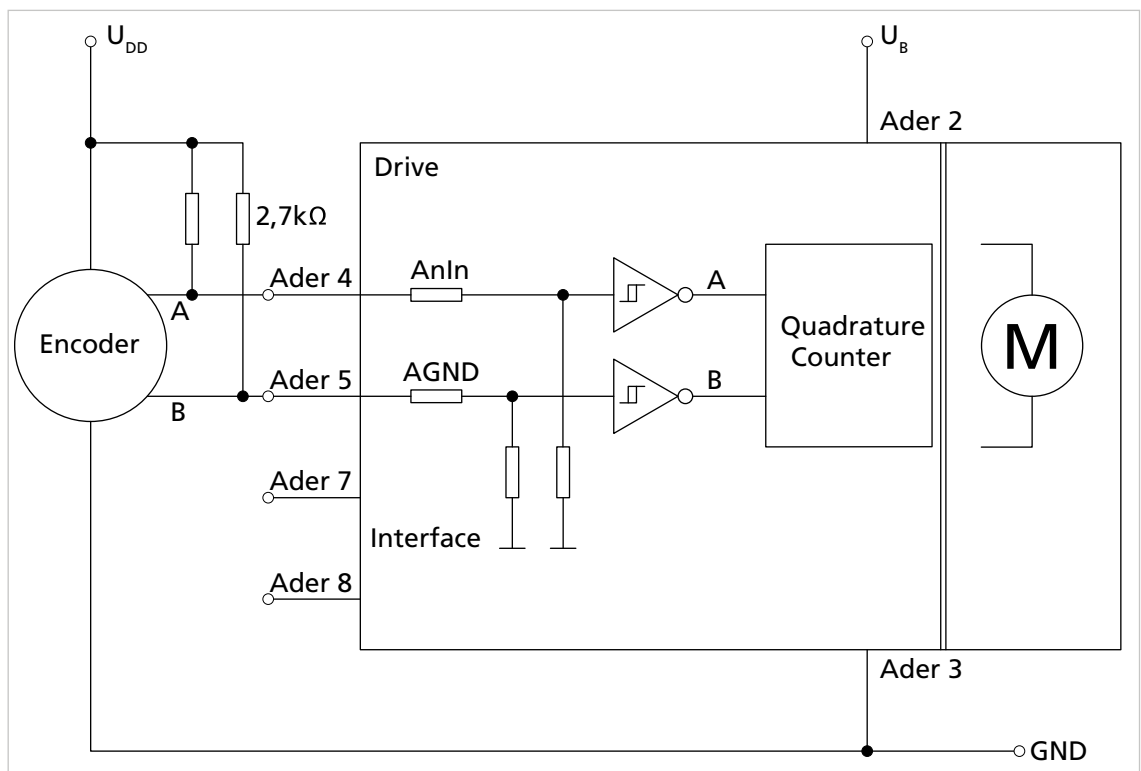 U_DD
U_B
Ader 2
Drive
2,7kΩ
Ader 4
AnIn
A
A
Encoder
Quadrature
Counter
M
Ader 5
AGND
B
B
Ader 7
Interface
Ader 8
Ader 3
GND